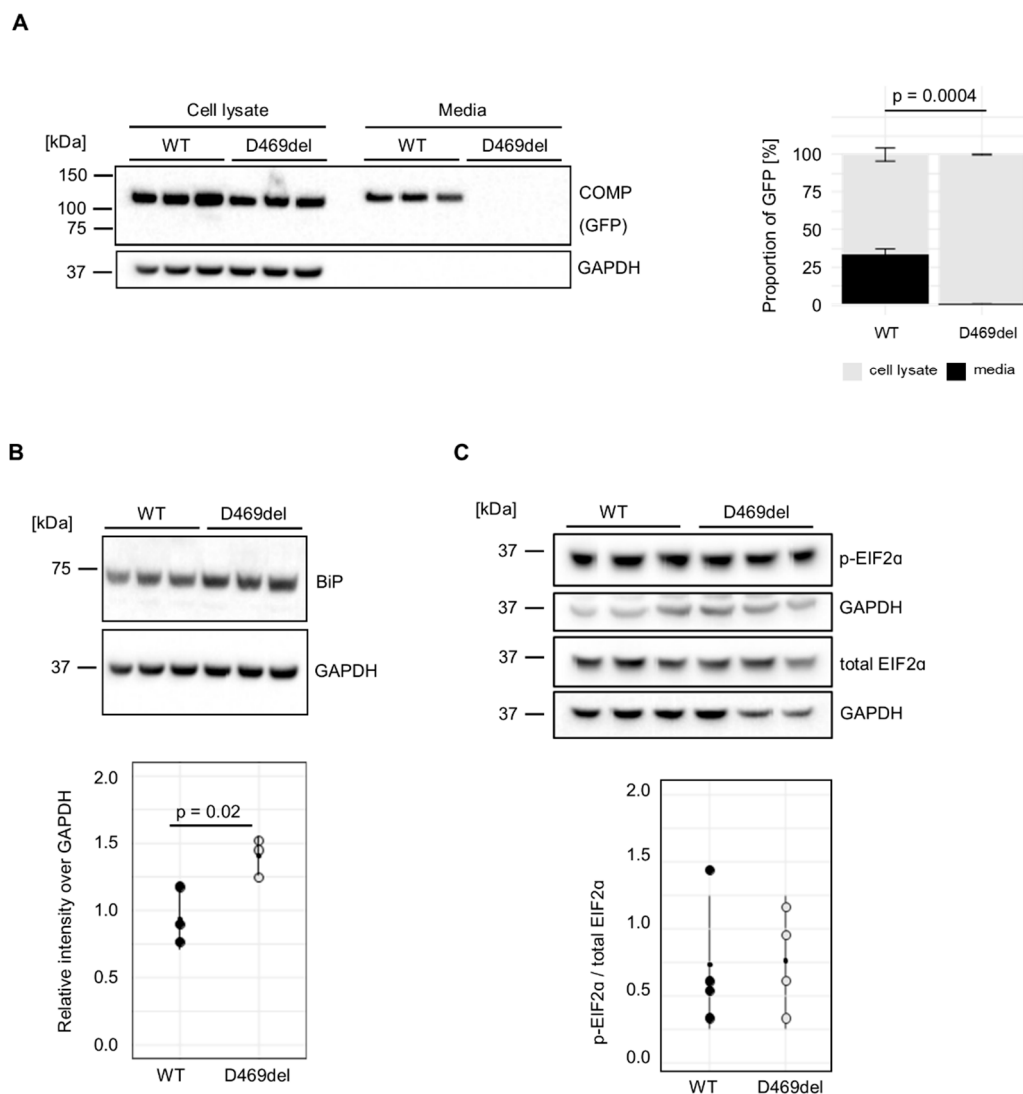 A
Cell lysate Media
[kDa] WT D469del WT D469del
150
100
75
37
COMP
(GFP)
GAPDH
p = 0.0004
Proportion of GFP [%]
100
75
50
25
0
WT D469del
cell lysate media
B
[kDa] WT D469del
75
BiP
37
GAPDH
Relative intensity over GAPDH
2.0
1.5
1.0
0.5
0.0
p = 0.02
WT D469del
C
[kDa] WT D469del
37 p-EIF2α
37 GAPDH
37 total EIF2α
37 GAPDH
p-EIF2α / total EIF2α
2.0
1.5
1.0
0.5
0.0
WT D469del